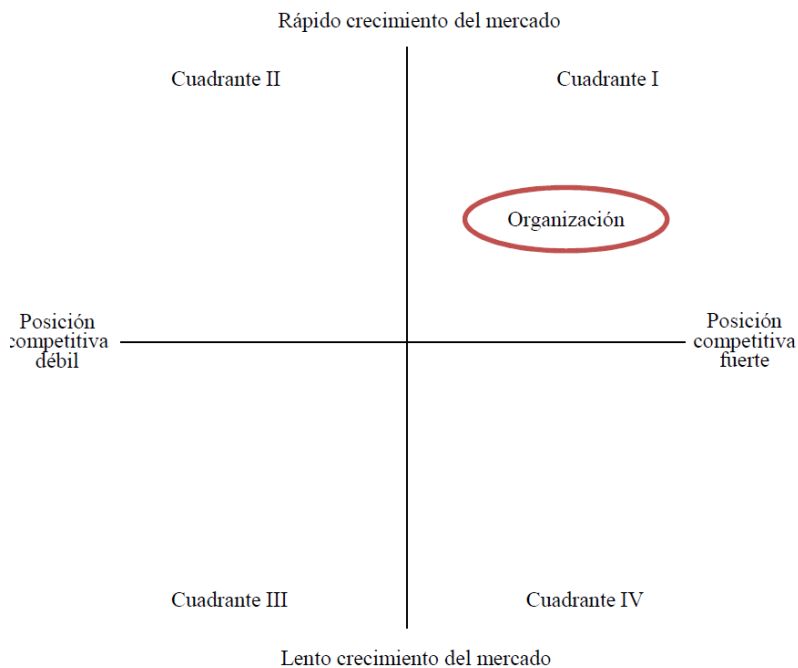 Rápido crecimiento del mercado
Cuadrante II
Cuadrante I
Organización
Posición
competitiva
débil
Posición
competitiva
fuerte
Cuadrante III
Cuadrante IV
Lento crecimiento del mercado